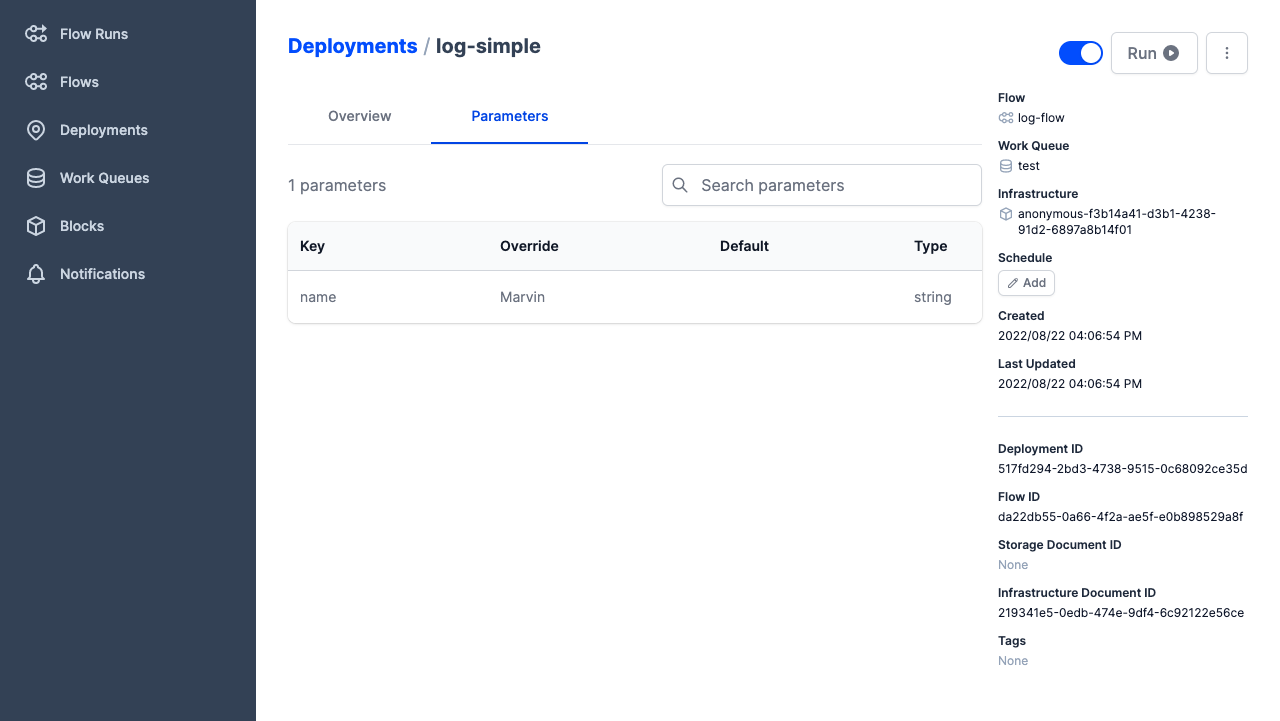 Flow Runs
Flows
Deployments
Work Queues
Blocks
Notifications
Deployments / log-simple
Run
Overview
Parameters
1 parameters
Search parameters
Key Override Default Type
name Marvin string
Flow
log-flow
Work Queue
test
Infrastructure
anonymous-f3b14a41-d3b1-4238-
91d2-6897a8b14f01
Schedule
Add
Created
2022/08/22 04:06:54 PM
Last Updated
2022/08/22 04:06:54 PM
Deployment ID
517fd294-2bd3-4738-9515-0c68092ce35d
Flow ID
da22db55-0a66-4f2a-ae5f-e0b898529a8f
Storage Document ID
None
Infrastructure Document ID
219341e5-0edb-474e-9df4-6c92122e56ce
Tags
None